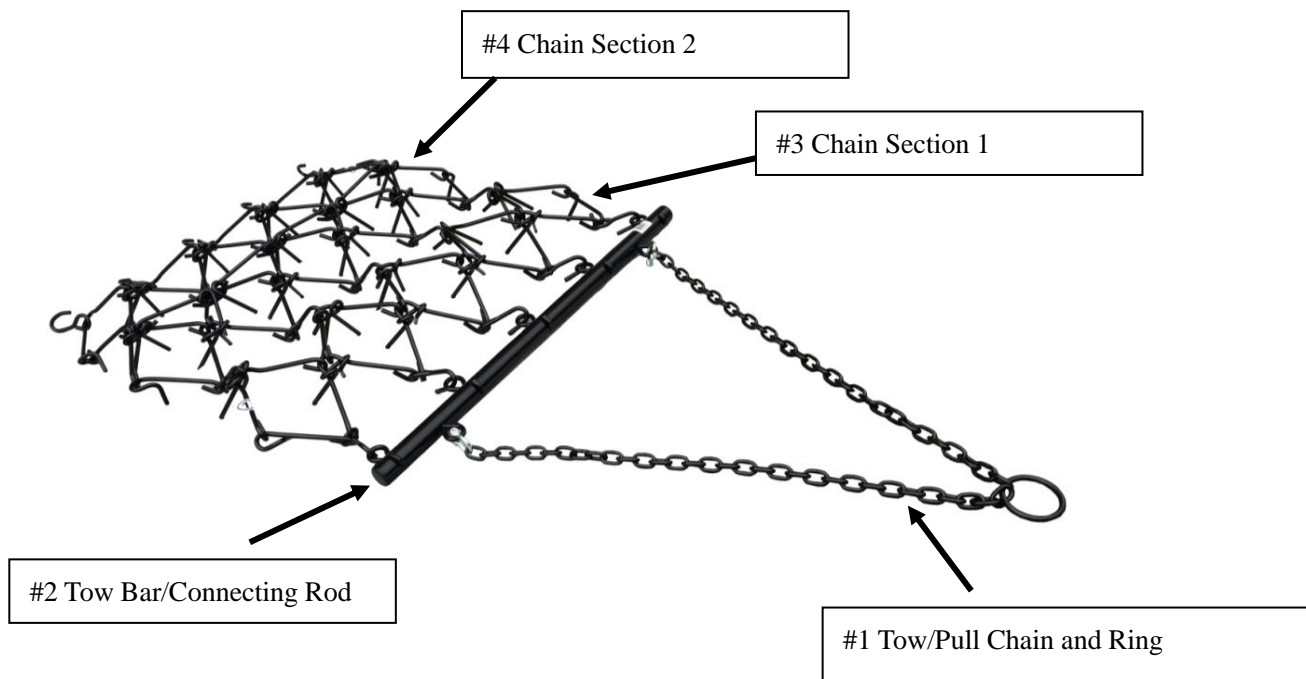 #4 Chain Section 2
#3 Chain Section 1
#2 Tow Bar/Connecting Rod
#1 Tow/Pull Chain and Ring